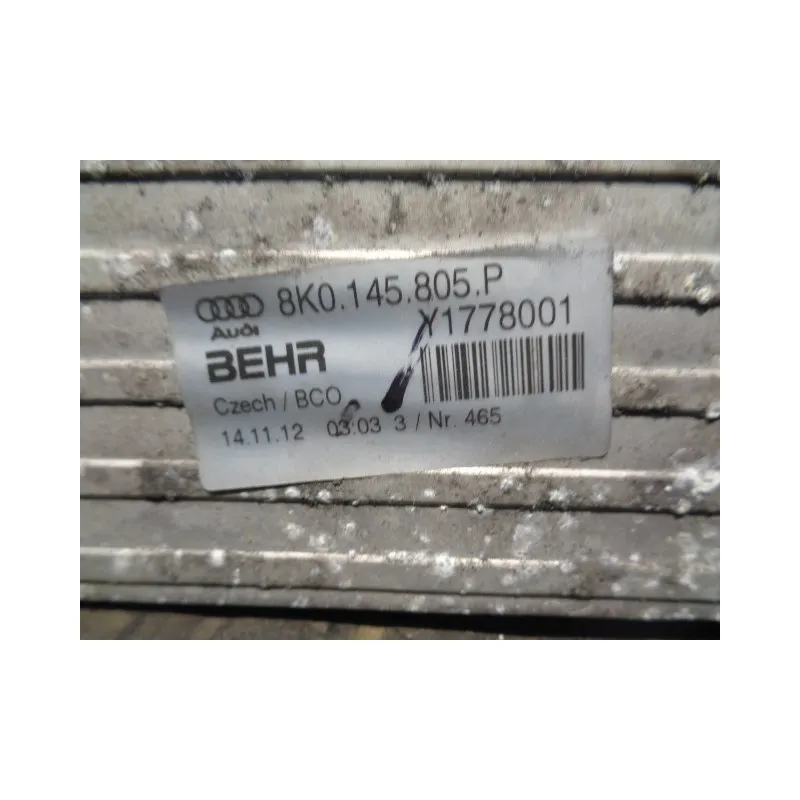 8K0.145.805.P
Audi
Y1778001
BEHR
Czech / BCO
14.11.12 03:03 3 / Nr. 465